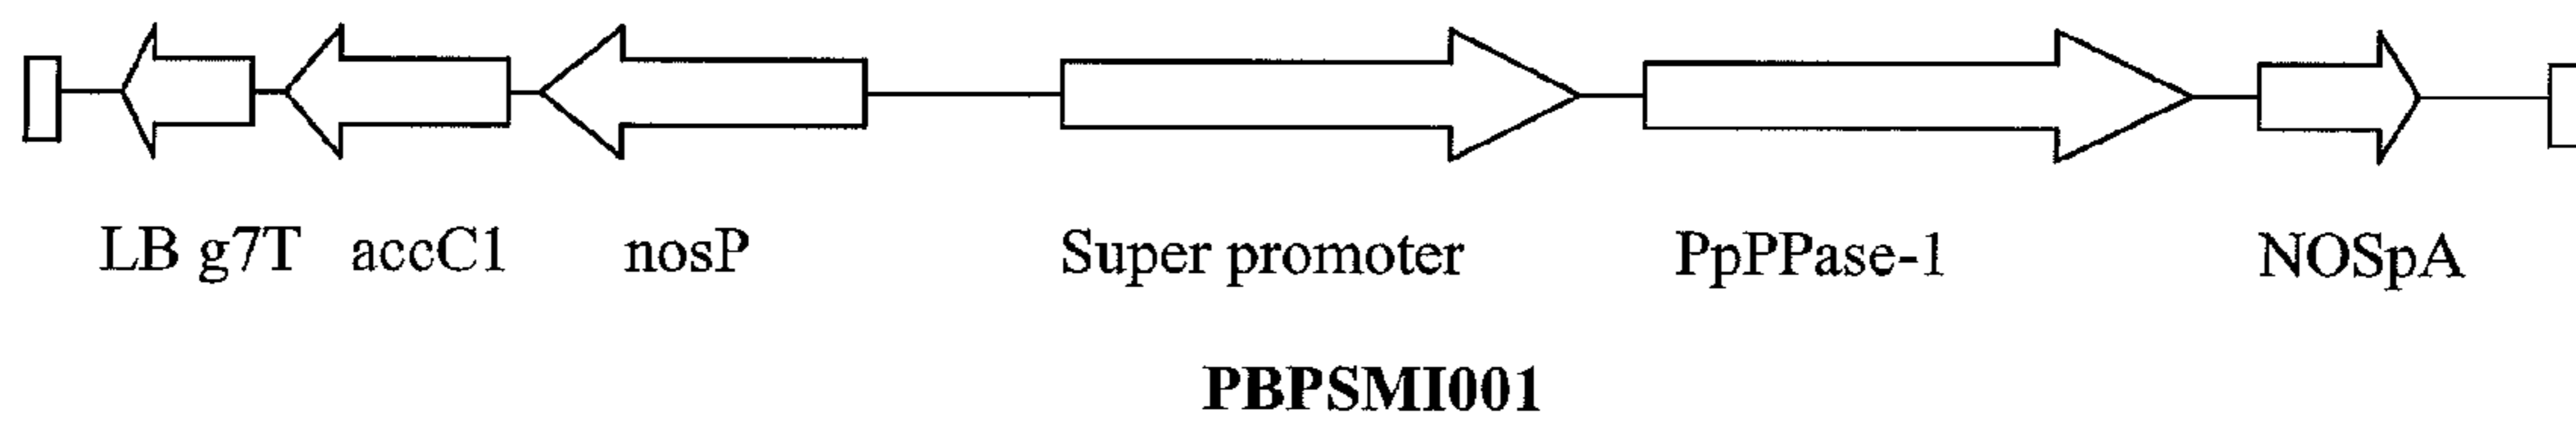 LB g7T accC1 nosP Super promoter PpPPase-1 NOSpA
PBPSMI001